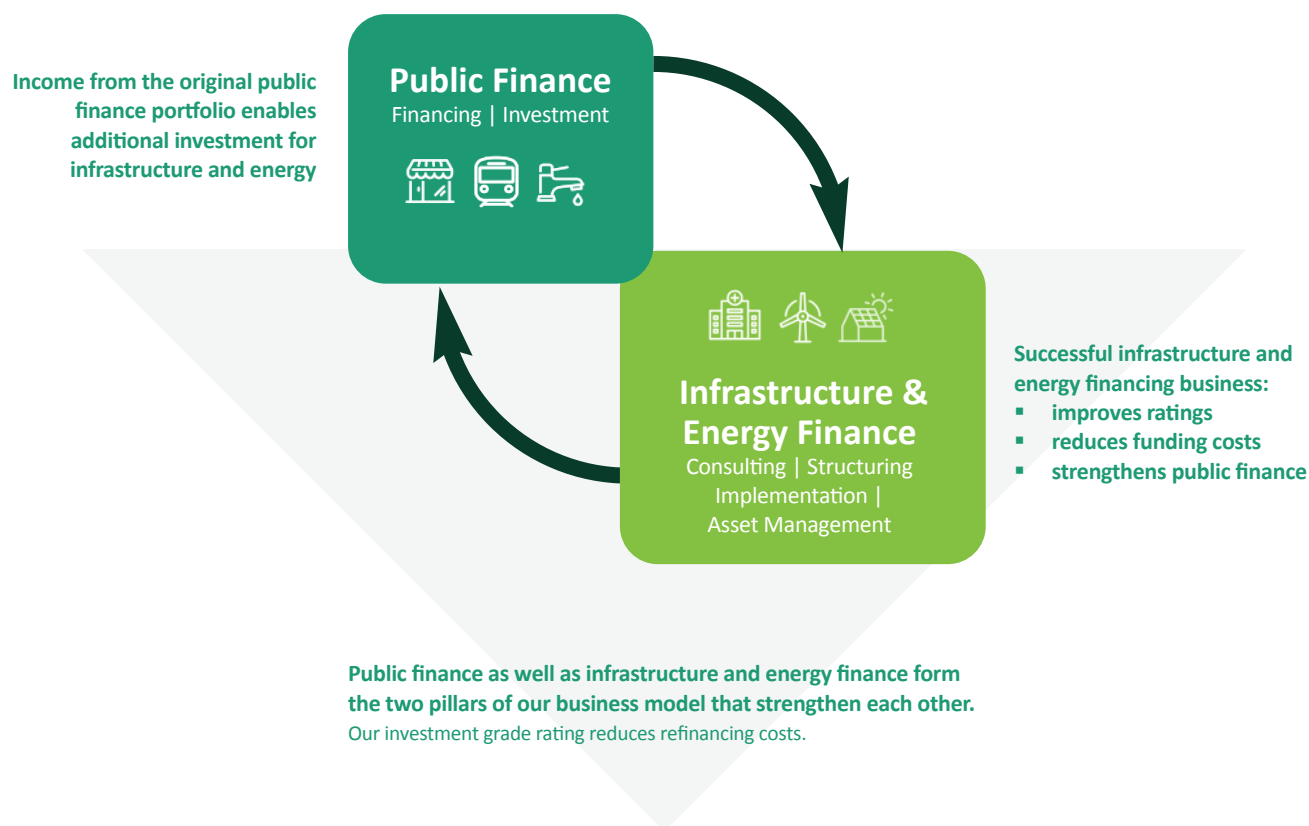 Income from the original public
finance portfolio enables
additional investment for
infrastructure and energy
Public Finance
Financing | Investment
Infrastructure &
Energy Finance
Consulting | Structuring
Implementation |
Asset Management
Successful infrastructure and
energy financing business:
▪ improves ratings
▪ reduces funding costs
▪ strengthens public finance
Public finance as well as infrastructure and energy finance form
the two pillars of our business model that strengthen each other.
Our investment grade rating reduces refinancing costs.